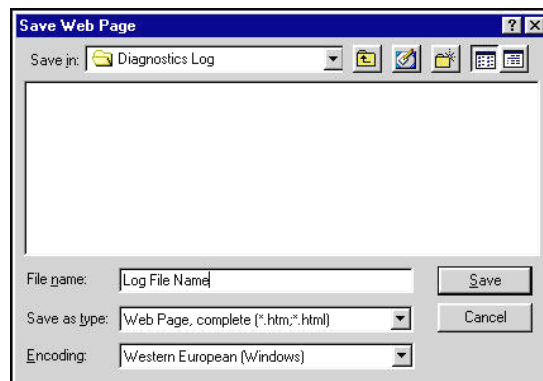 Save Web Page
Save in: Diagnostics Log
File name: Log File Name
Save
Save as type: Web Page, complete (*.htm;*.html)
Cancel
Encoding: Western European (Windows)